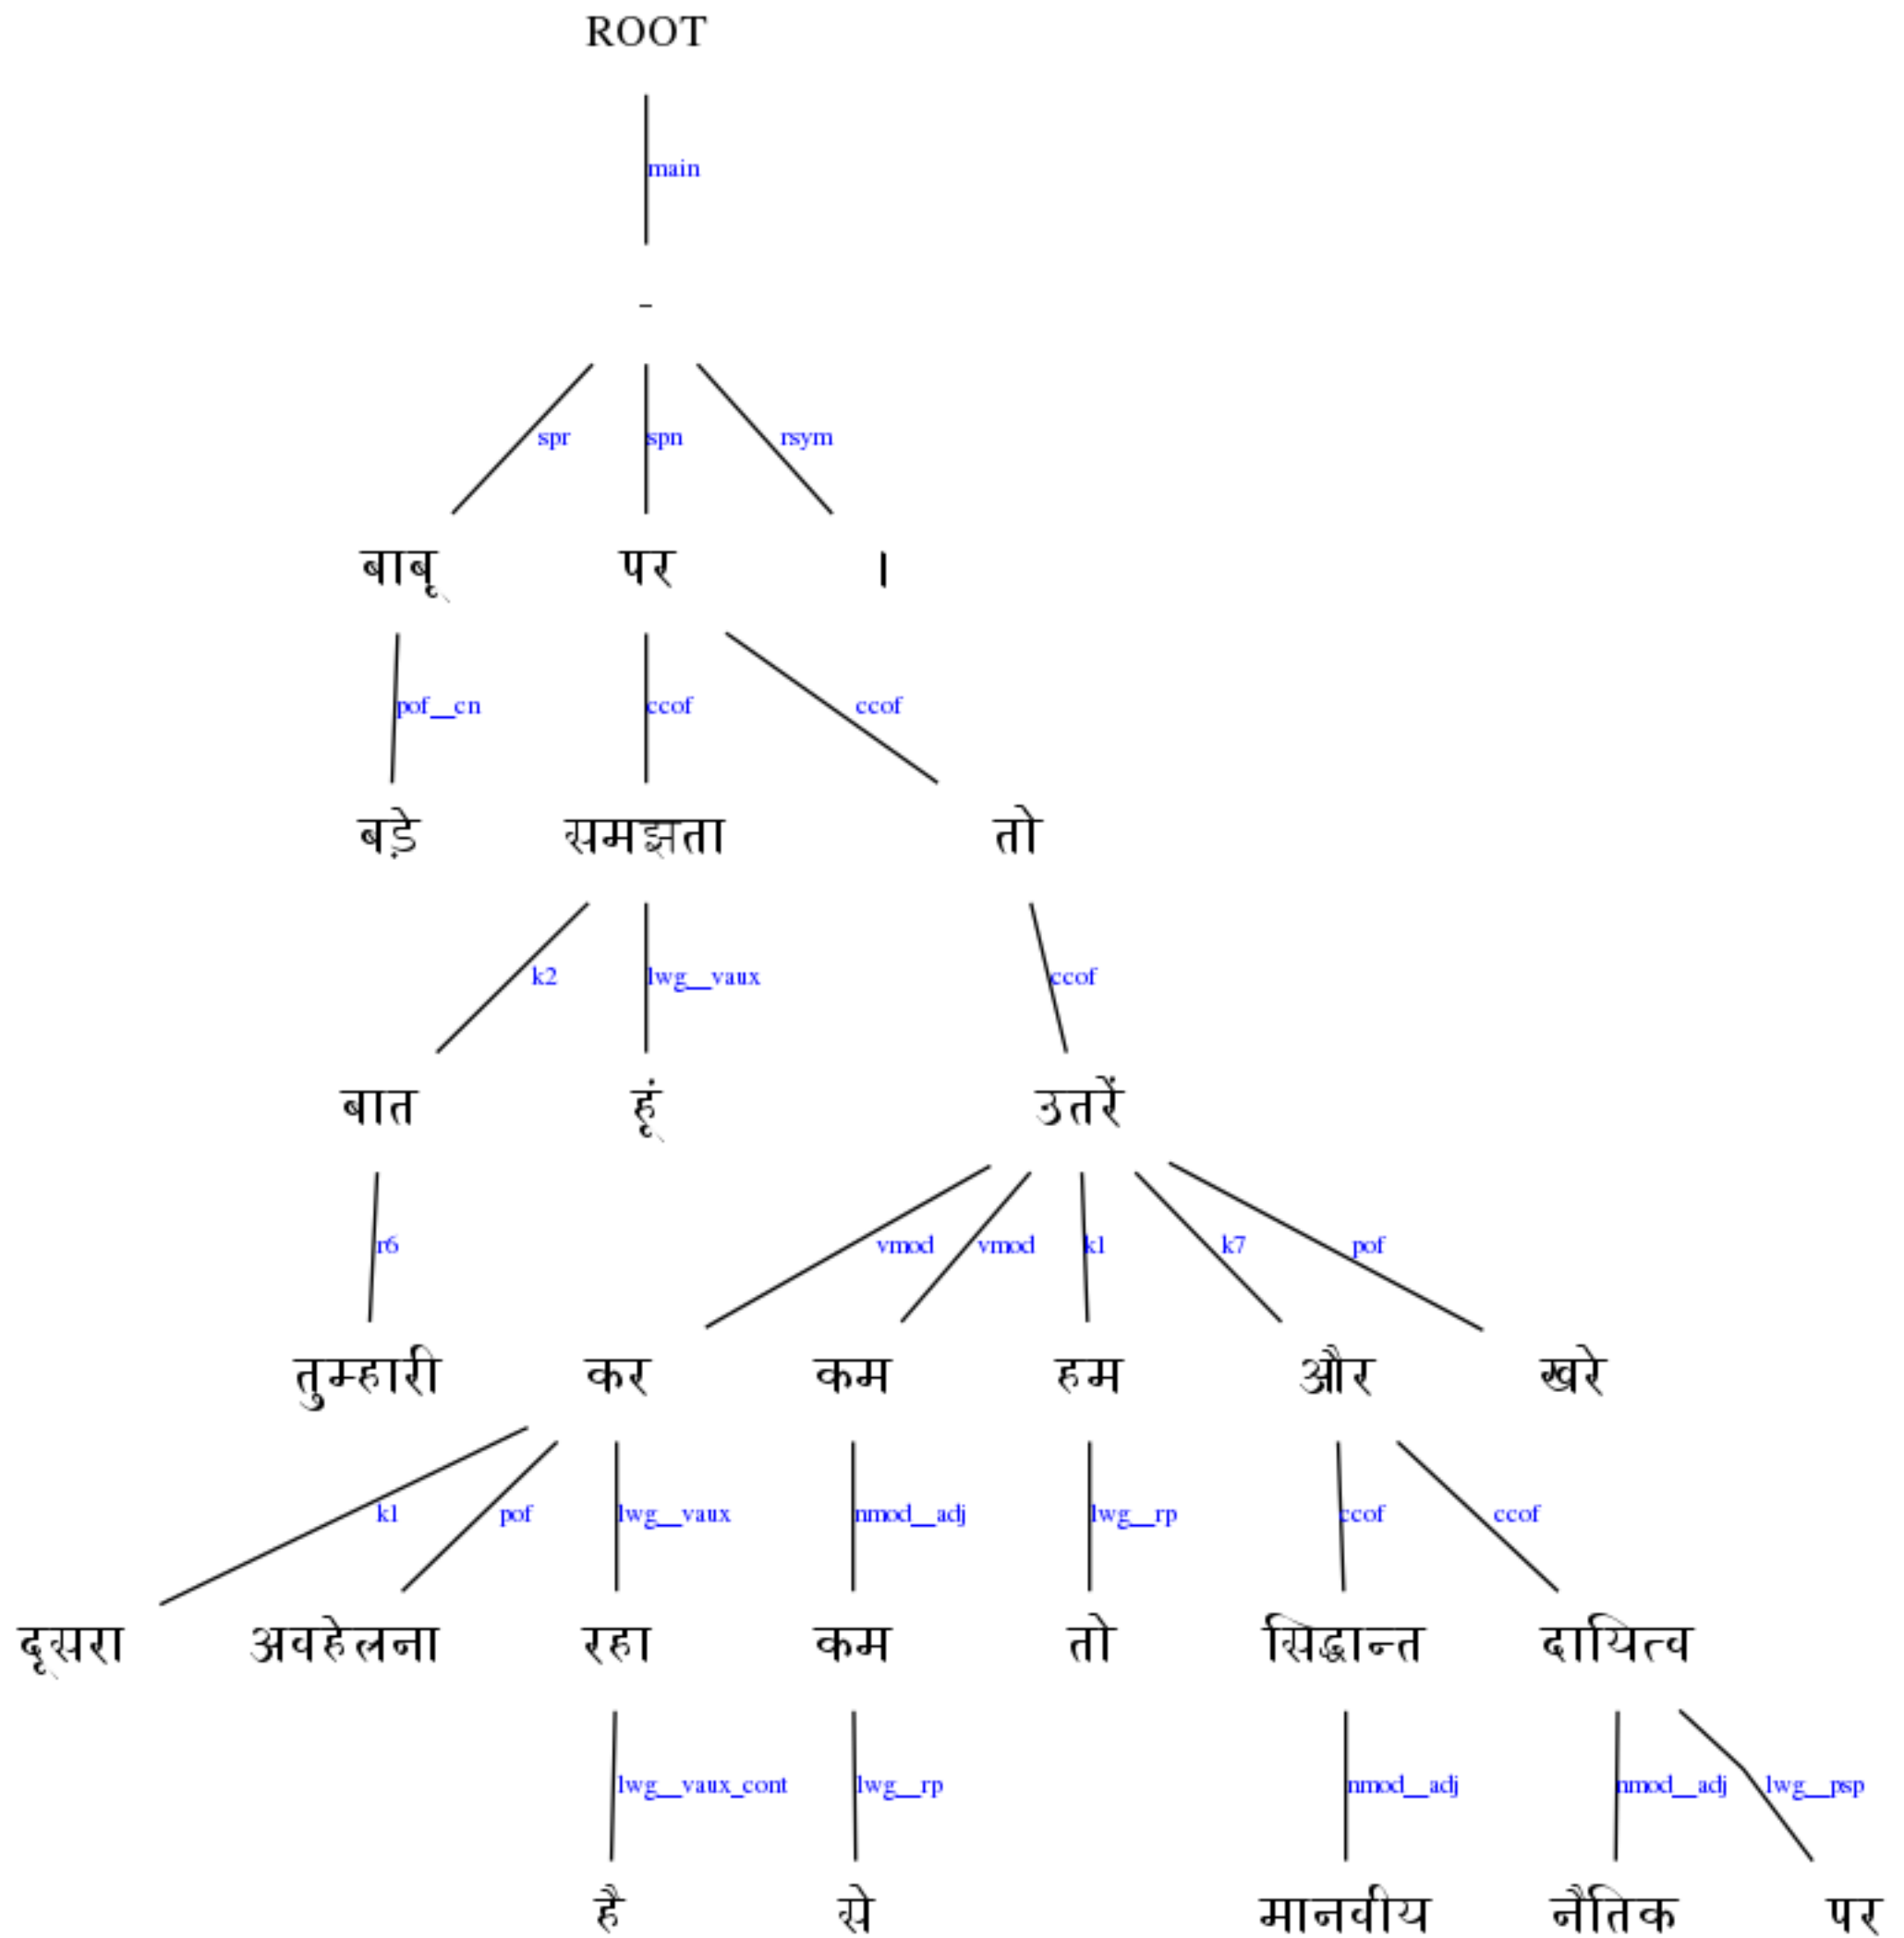 ROOT
main
-
spr spn rsym
बाबू पर ।
pof__cn ccof ccof
बड़े समझता तो
k2 lwg__vaux ccof
बात हूं उतरें
r6 vmod vmod k1 k7 pof
तुम्हारी कर कम हम और खरे
k1 pof lwg__vaux nmod__adj lwg__rp ccof ccof
दूसरा अवहेलना रहा कम तो सिद्धान्त दायित्व
lwg__vaux_cont lwg__rp nmod__adj nmod__adj lwg__psp
है से मानवीय नैतिक पर